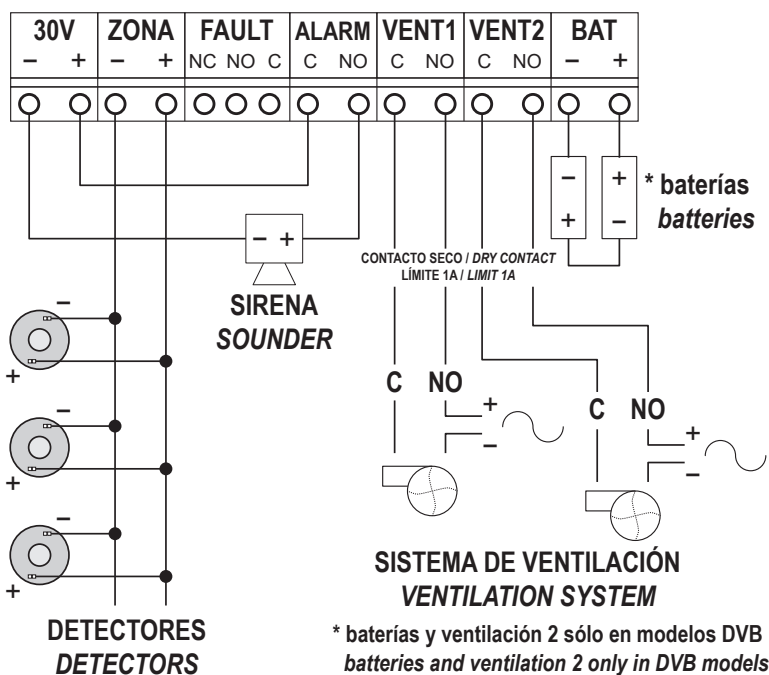 30V ZONA FAULT ALARM VENT1 VENT2 BAT
− + − + NC NO C C NO C NO C NO − +
− + * baterías
+ − batteries
− +
CONTACTO SECO / DRY CONTACT
LÍMITE 1A / LIMIT 1A
SIRENA
SOUNDER
−
+
C NO
+
−
C NO
+
−
−
+
−
+
SISTEMA DE VENTILACIÓN
VENTILATION SYSTEM
DETECTORES
DETECTORS
* baterías y ventilación 2 sólo en modelos DVB
batteries and ventilation 2 only in DVB models